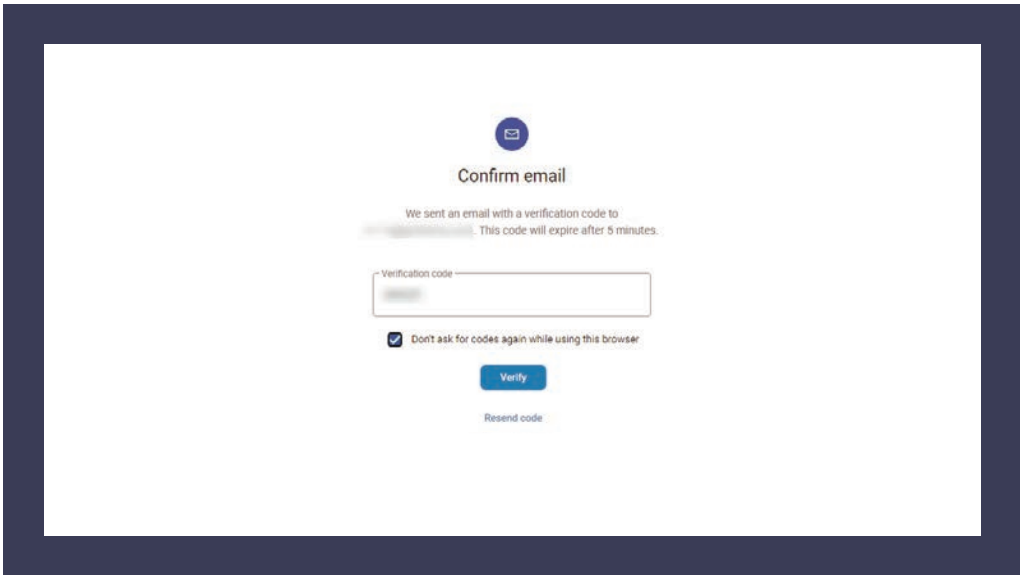 Confirm email
We sent an email with a verification code to
. This code will expire after 5 minutes.
Verification code
Don't ask for codes again while using this browser
Verify
Resend code